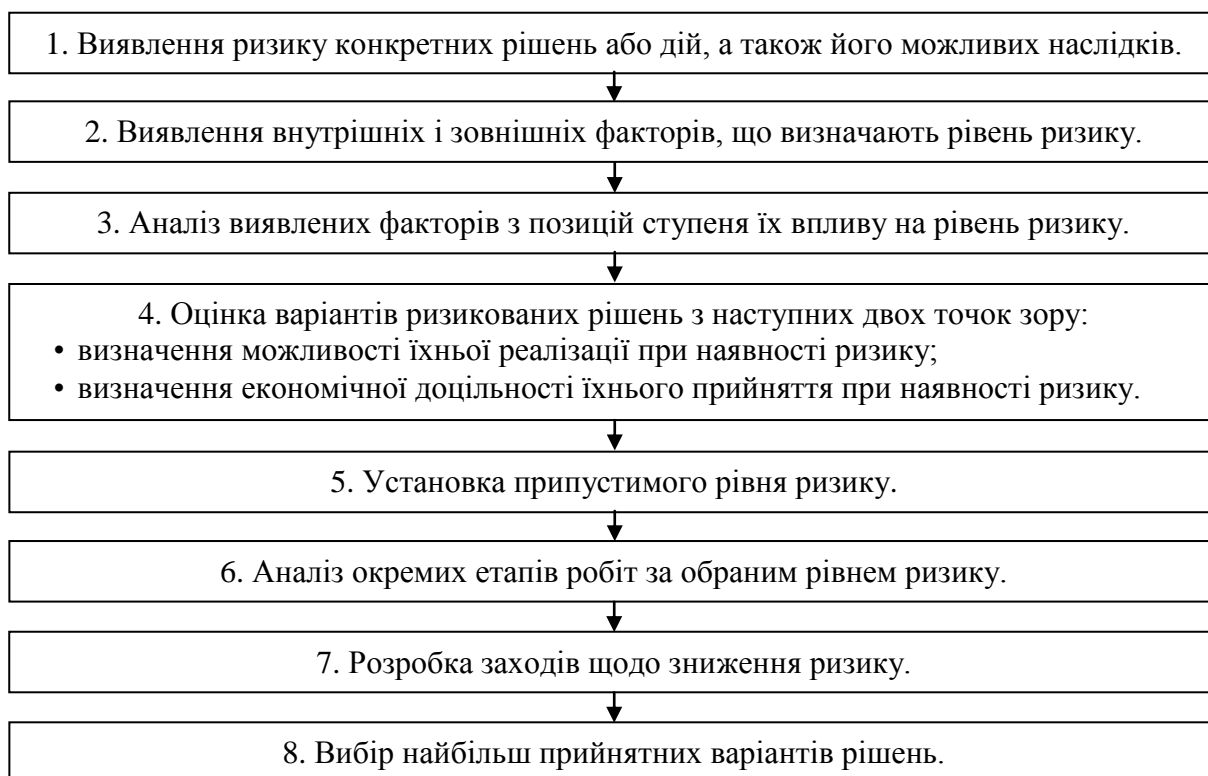 1. Виявлення ризику конкретних рішень або дій, а також його можливих наслідків.
2. Виявлення внутрішніх і зовнішніх факторів, що визначають рівень ризику.
3. Аналіз виявлених факторів з позицій ступеня їх впливу на рівень ризику.
4. Оцінка варіантів ризикованих рішень з наступних двох точок зору:
• визначення можливості їхньої реалізації при наявності ризику;
• визначення економічної доцільності їхнього прийняття при наявності ризику.
5. Установка припустимого рівня ризику.
6. Аналіз окремих етапів робіт за обраним рівнем ризику.
7. Розробка заходів щодо зниження ризику.
8. Вибір найбільш прийнятних варіантів рішень.